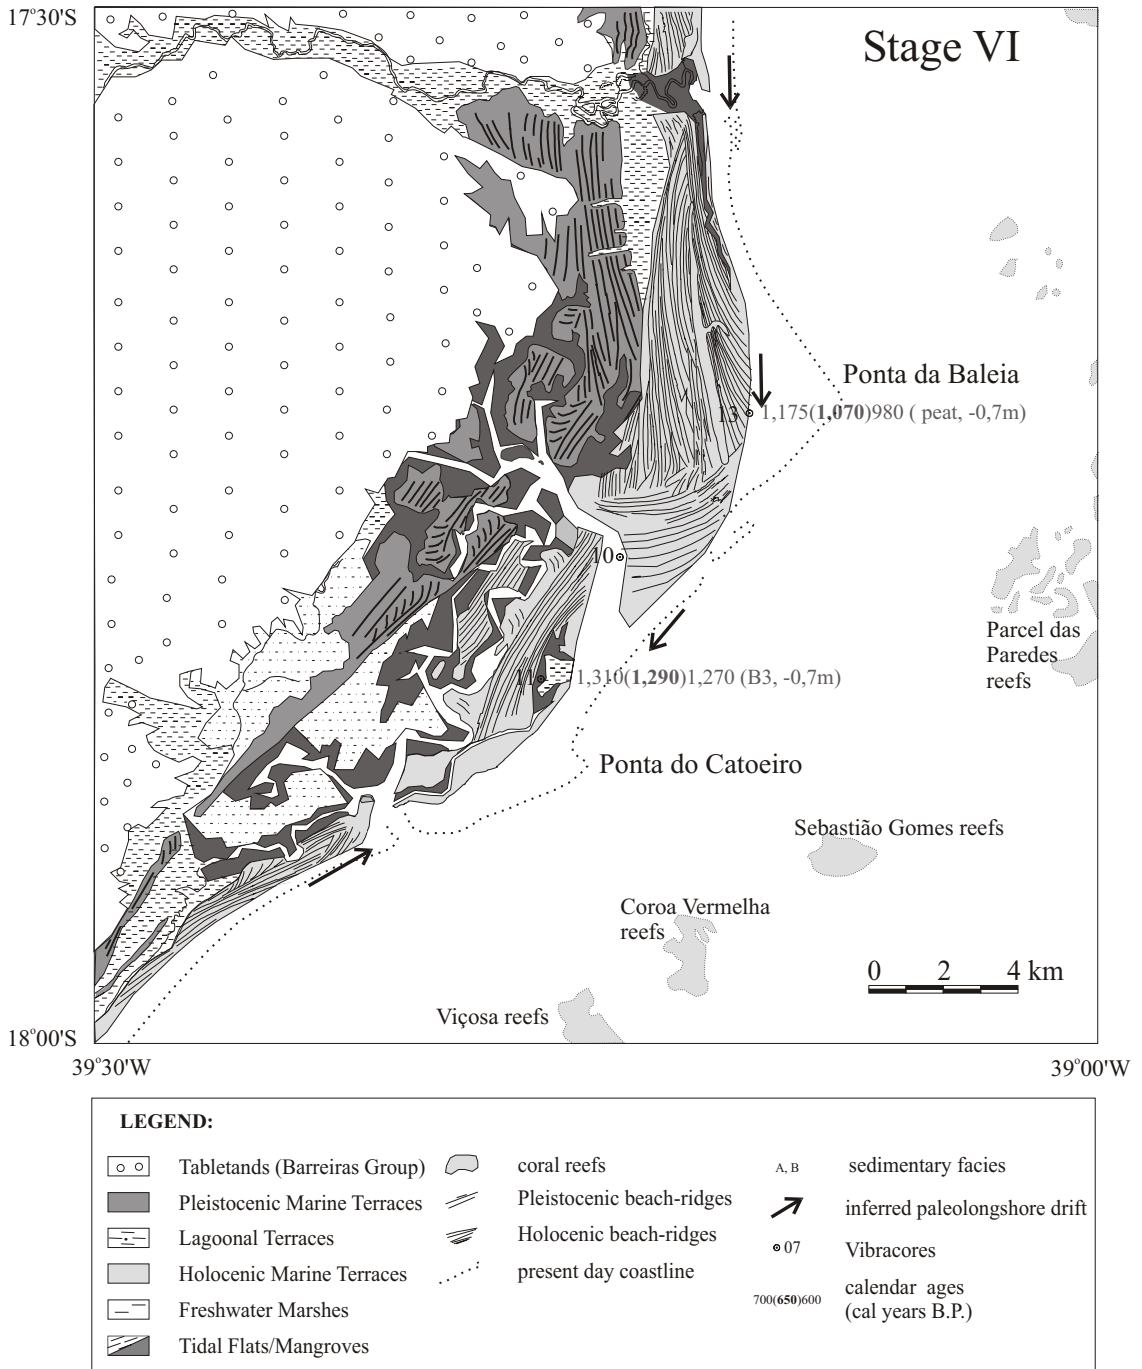 17°30'S
Stage VI
Ponta da Baleia
13
1,175(1,070)980 ( peat, -0,7m)
10
Parcel das
Paredes
reefs
11
1,310(1,290)1,270 (B3, -0,7m)
Ponta do Catoeiro
Sebastião Gomes reefs
Coroa Vermelha
reefs
0 2 4 km
Viçosa reefs
18°00'S
39°30'W
39°00'W
LEGEND:
Tabletands (Barreiras Group)
Pleistocenic Marine Terraces
Lagoonal Terraces
Holocenic Marine Terraces
Freshwater Marshes
Tidal Flats/Mangroves
coral reefs
Pleistocenic beach-ridges
Holocenic beach-ridges
present day coastline
A, B sedimentary facies
inferred paleolongshore drift
07 Vibracores
700(650)600 calendar ages
(cal years B.P.)